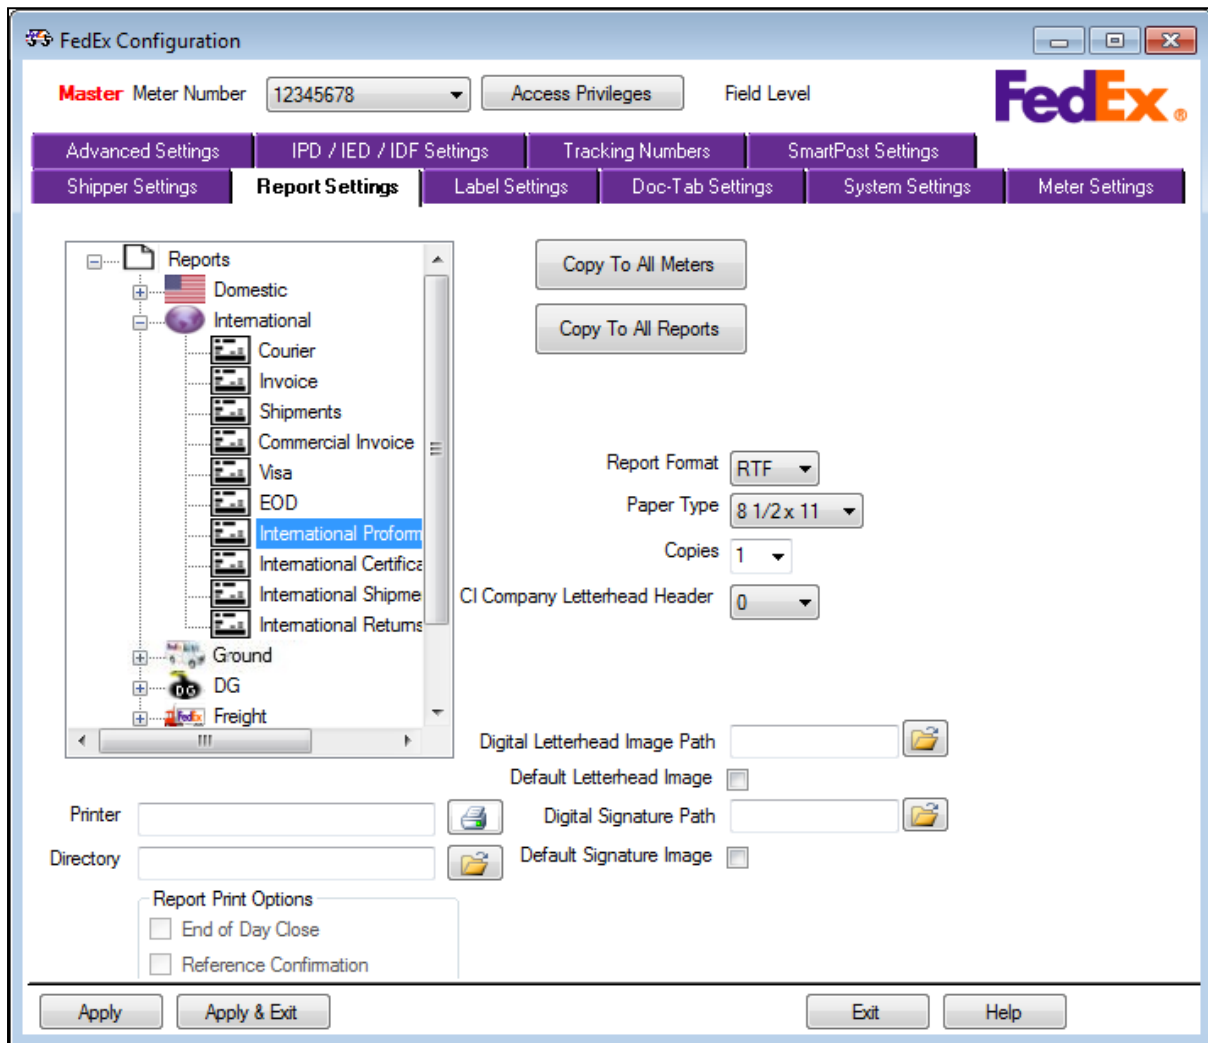 FedEx Configuration
Master Meter Number 12345678 Access Privileges Field Level
FedEx®
Advanced Settings IPD / IED / IDF Settings Tracking Numbers SmartPost Settings
Shipper Settings Report Settings Label Settings Doc-Tab Settings System Settings Meter Settings
Reports
Domestic
International
Courier
Invoice
Shipments
Commercial Invoice
Visa
EOD
International Proform
International Certifica
International Shipme
International Returns
Ground
DG DG
FedEx Freight
Copy To All Meters
Copy To All Reports
Report Format RTF
Paper Type 8 1/2 x 11
Copies 1
CI Company Letterhead Header 0
Digital Letterhead Image Path
Default Letterhead Image
Digital Signature Path
Default Signature Image
Printer
Directory
Report Print Options
End of Day Close
Reference Confirmation
Apply Apply & Exit Exit Help